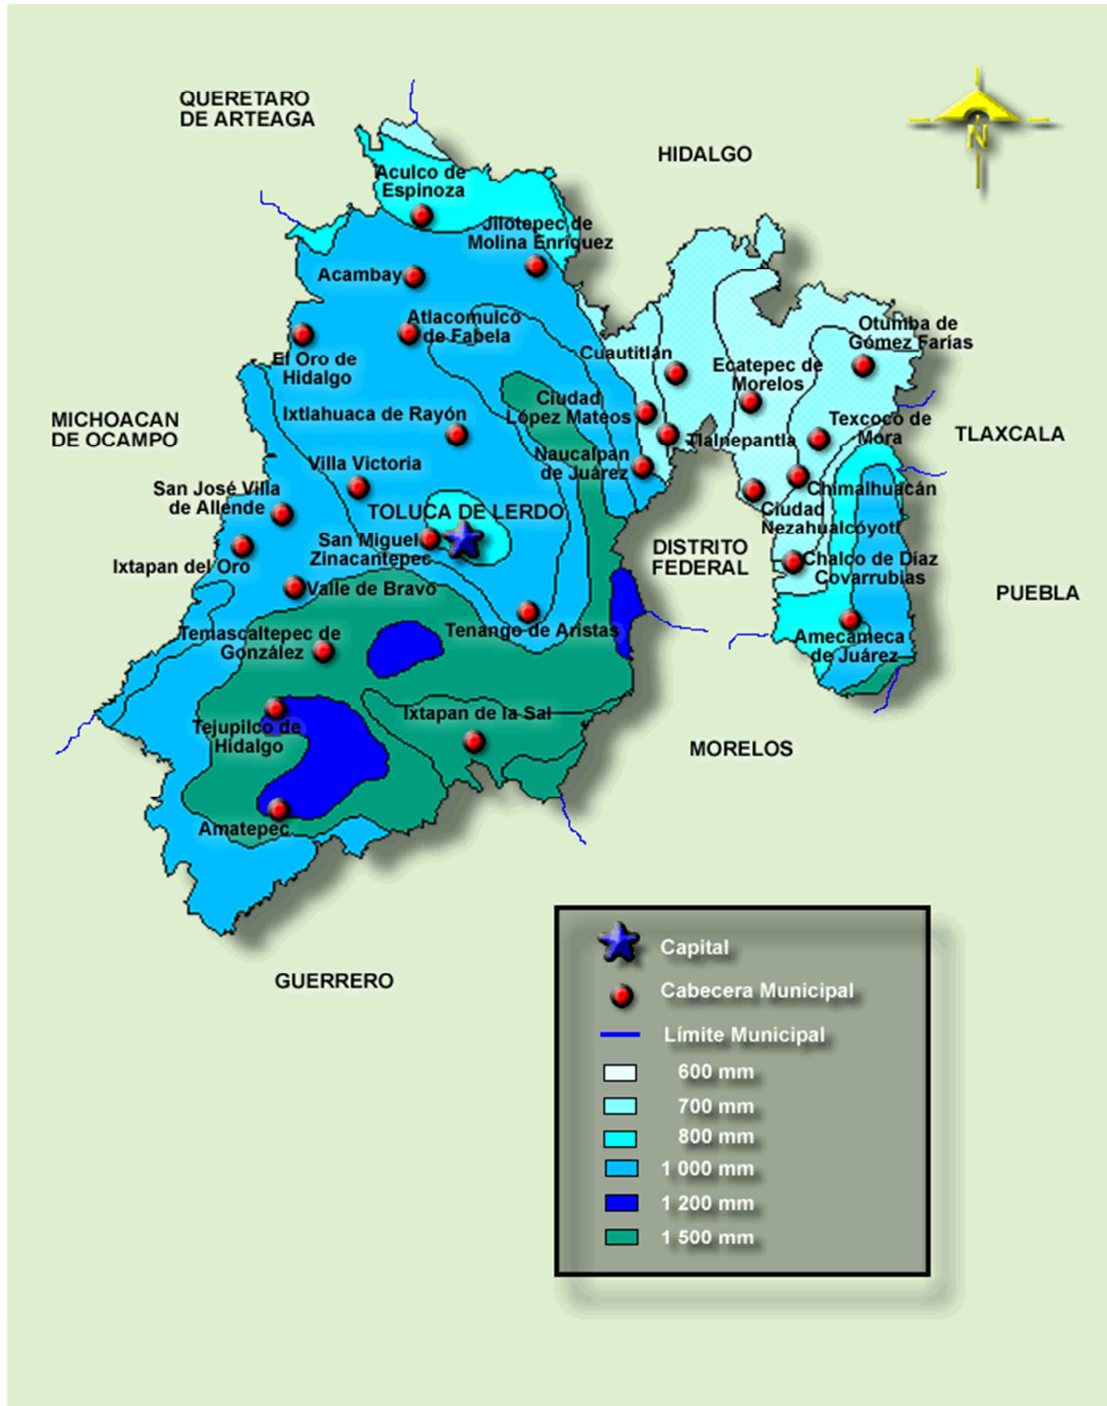 QUERETARO
DE ARTEAGA
HIDALGO
N
Aculco de
Espinoza
Jilotepec de
Molina Enríquez
Acambay
Atlacomulco
de Fabela
El Oro de
Hidalgo
Cuautitlán
Otumba de
Gómez Farías
Ecatepec de
Morelos
Ciudad
López Mateos
Ixtlahuaca de Rayón
MICHOACAN
DE OCAMPO
Texcoco de
Mora
TLAXCALA
Tlalnepantla
Naucalpan
de Juárez
Villa Victoria
San José Villa
de Allende
Chimalhuacán
TOLUCA DE LERDO
Ciudad
Nezahualcóyotl
San Miguel
Zinacantepec
DISTRITO
FEDERAL
Ixtapan del Oro
Chalco de Díaz
Covarrubias
Valle de Bravo
PUEBLA
Tenango de Aristas
Temascaltepec de
González
Amecameca
de Juárez
Ixtapan de la Sal
Tejupilco de
Hidalgo
MORELOS
Amatepec
GUERRERO
Capital
Cabecera Municipal
Límite Municipal
600 mm
700 mm
800 mm
1 000 mm
1 200 mm
1 500 mm